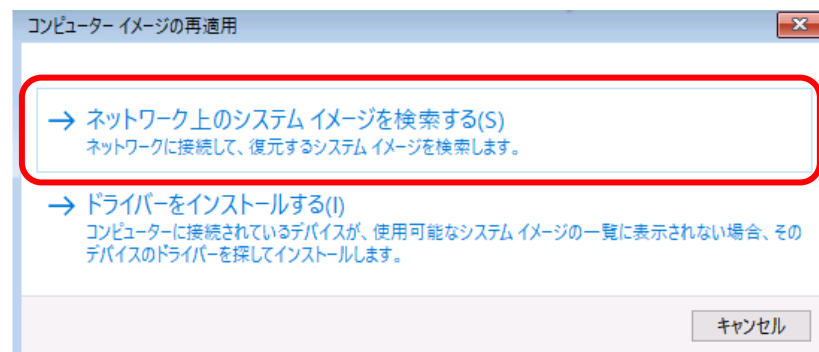 コンピューター イメージの再適用
→ ネットワーク上のシステム イメージを検索する(S)
ネットワークに接続して、復元するシステム イメージを検索します。
→ ドライバーをインストールする(I)
コンピューターに接続されているデバイスが、使用可能なシステム イメージの一覧に表示されない場合、その
デバイスのドライバーを探してインストールします。
キャンセル